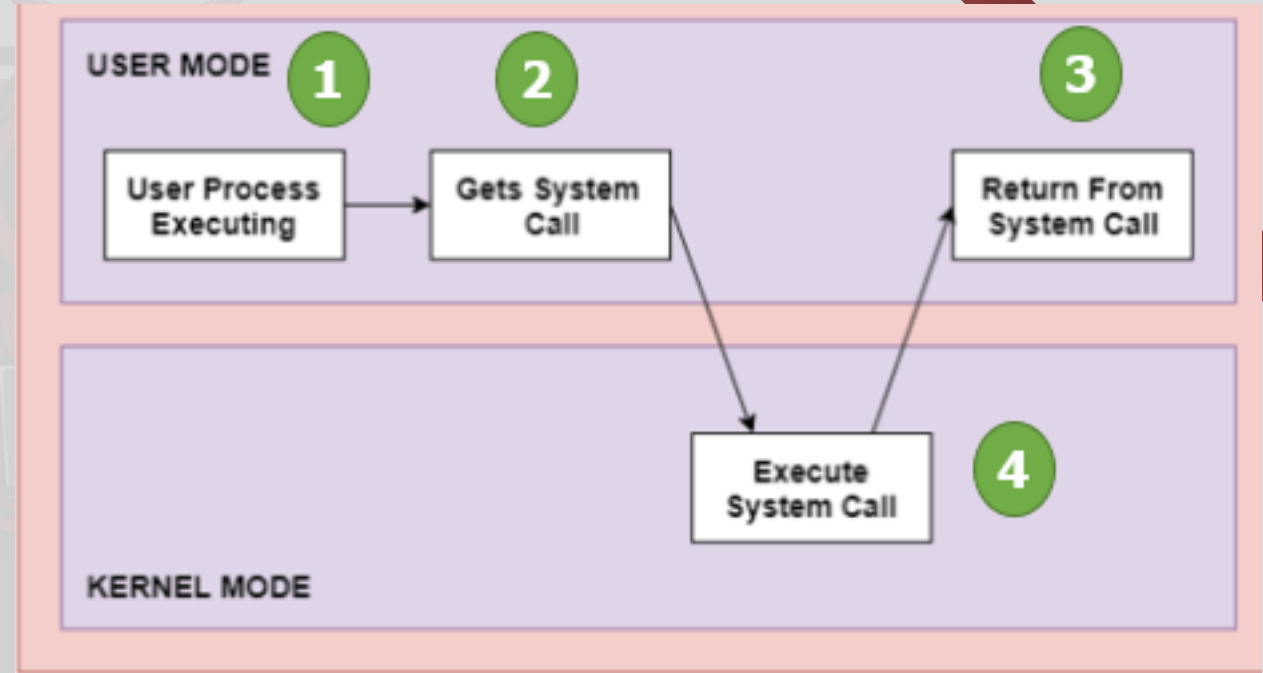 USER MODE
1
2
3
User Process
Executing
Gets System
Call
Return From
System Call
Execute
System Call
4
KERNEL MODE